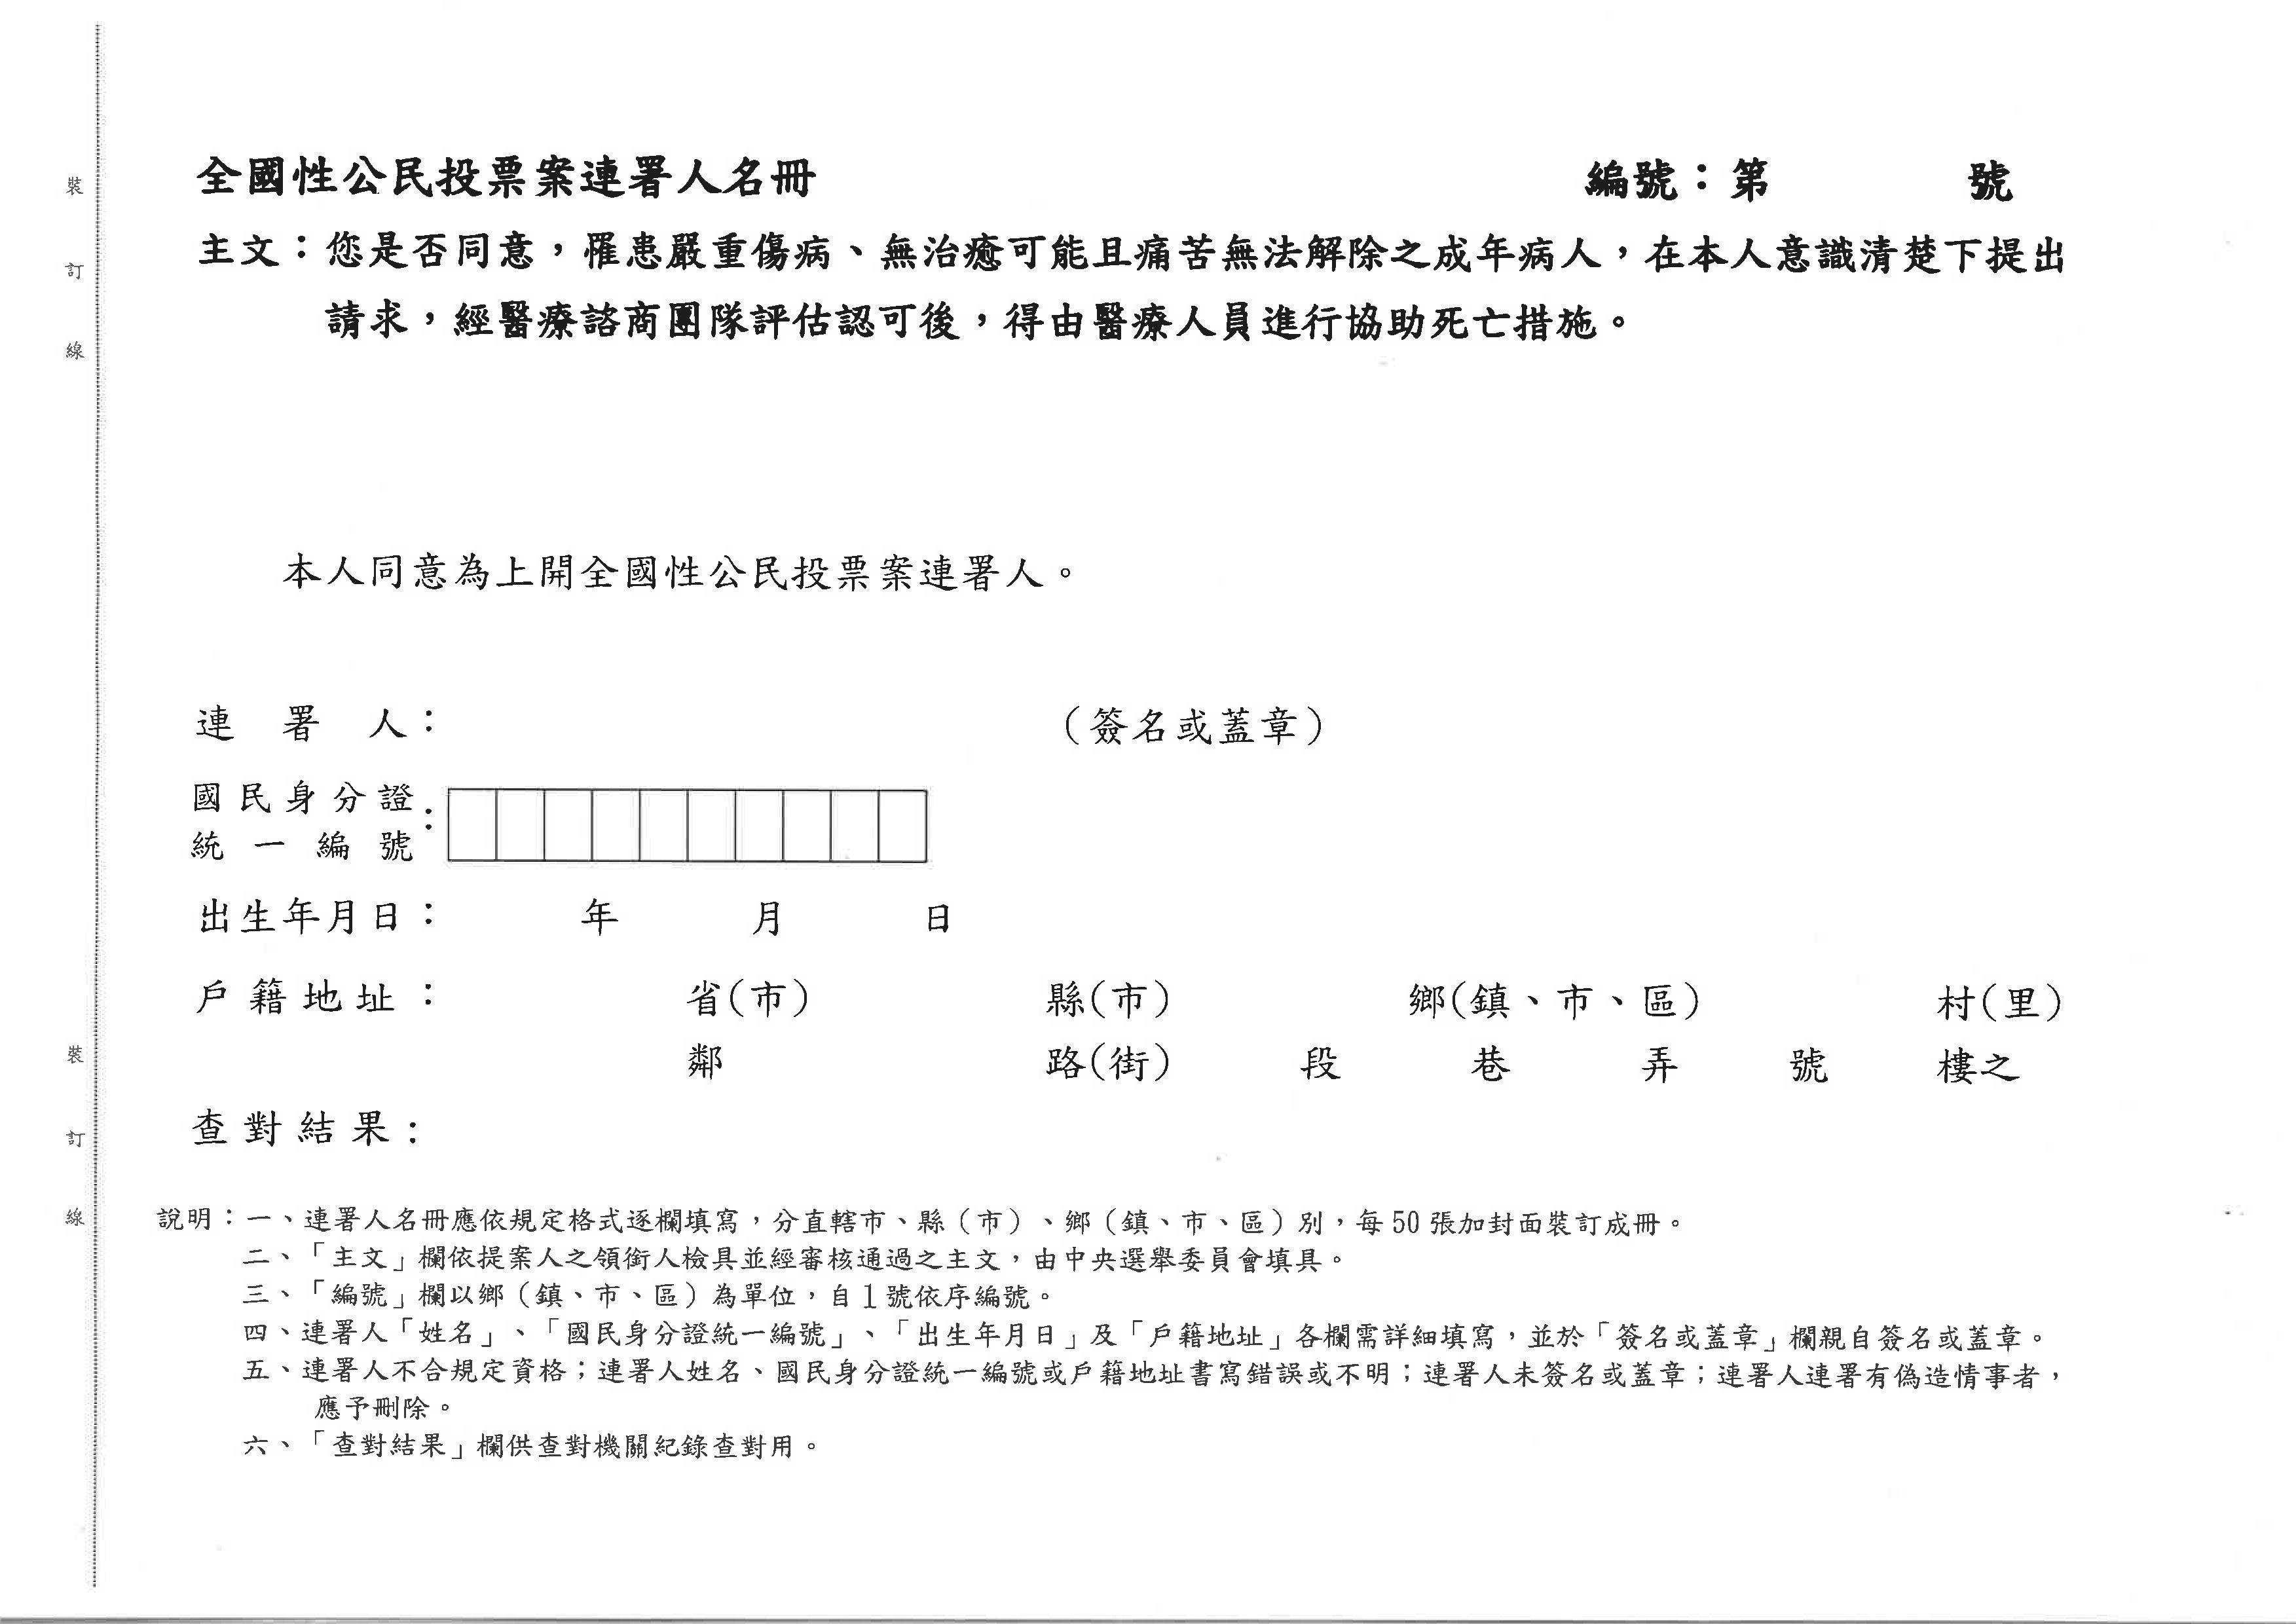 全國性公民投票案連署人名冊 編號：第 號
主文：您是否同意，罹患嚴重傷病、無治癒可能且痛苦無法解除之成年病人，在本人意識清楚下提出
請求，經醫療諮商團隊評估認可後，得由醫療人員進行協助死亡措施。
本人同意為上開全國性公民投票案連署人。
連署人： （簽名或蓋章）
國民身分證
統一編號：
出生年月日： 年 月 日
戶籍地址： 省(市) 縣(市) 鄉(鎮、市、區) 村(里)
鄰 路(街) 段 巷 弄 號 樓之
查對結果：
說明：一、連署人名冊應依規定格式逐欄填寫，分直轄市、縣（市）、鄉（鎮、市、區）別，每50張加封面裝訂成冊。
二、「主文」欄依提案人之領銜人檢具並經審核通過之主文，由中央選舉委員會填具。
三、「編號」欄以鄉（鎮、市、區）為單位，自1號依序編號。
四、連署人「姓名」、「國民身分證統一編號」、「出生年月日」及「戶籍地址」各欄需詳細填寫，並於「簽名或蓋章」欄親自簽名或蓋章。
五、連署人不合規定資格；連署人姓名、國民身分證統一編號或戶籍地址書寫錯誤或不明；連署人未簽名或蓋章；連署人連署有偽造情事者，
應予刪除。
六、「查對結果」欄供查對機關紀錄查對用。
裝
訂
線
裝
訂
線